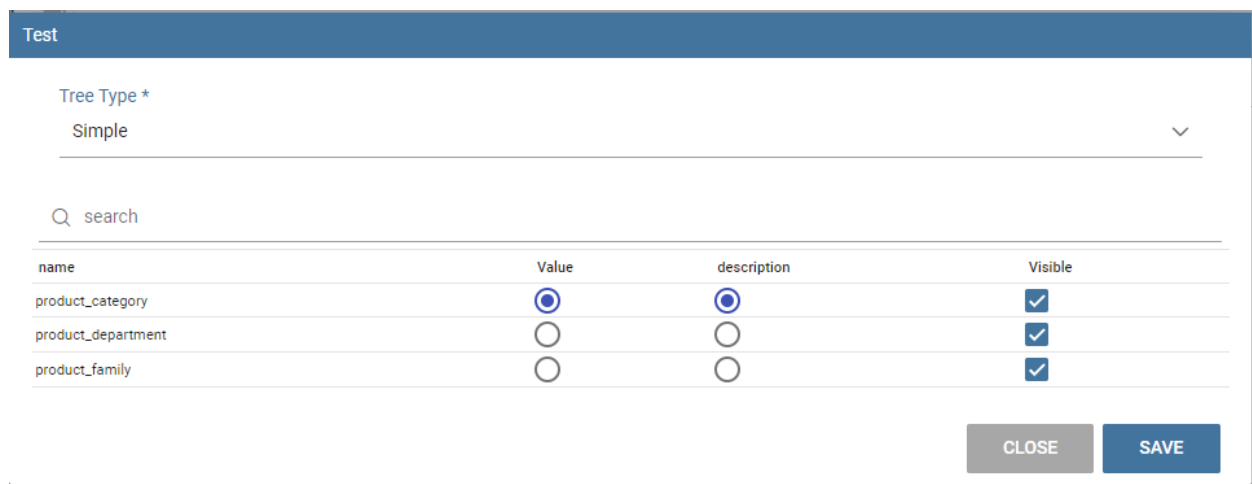 Test
Tree Type *
Simple
search
name Value description Visible
product_category
product_department
product_family
CLOSE SAVE